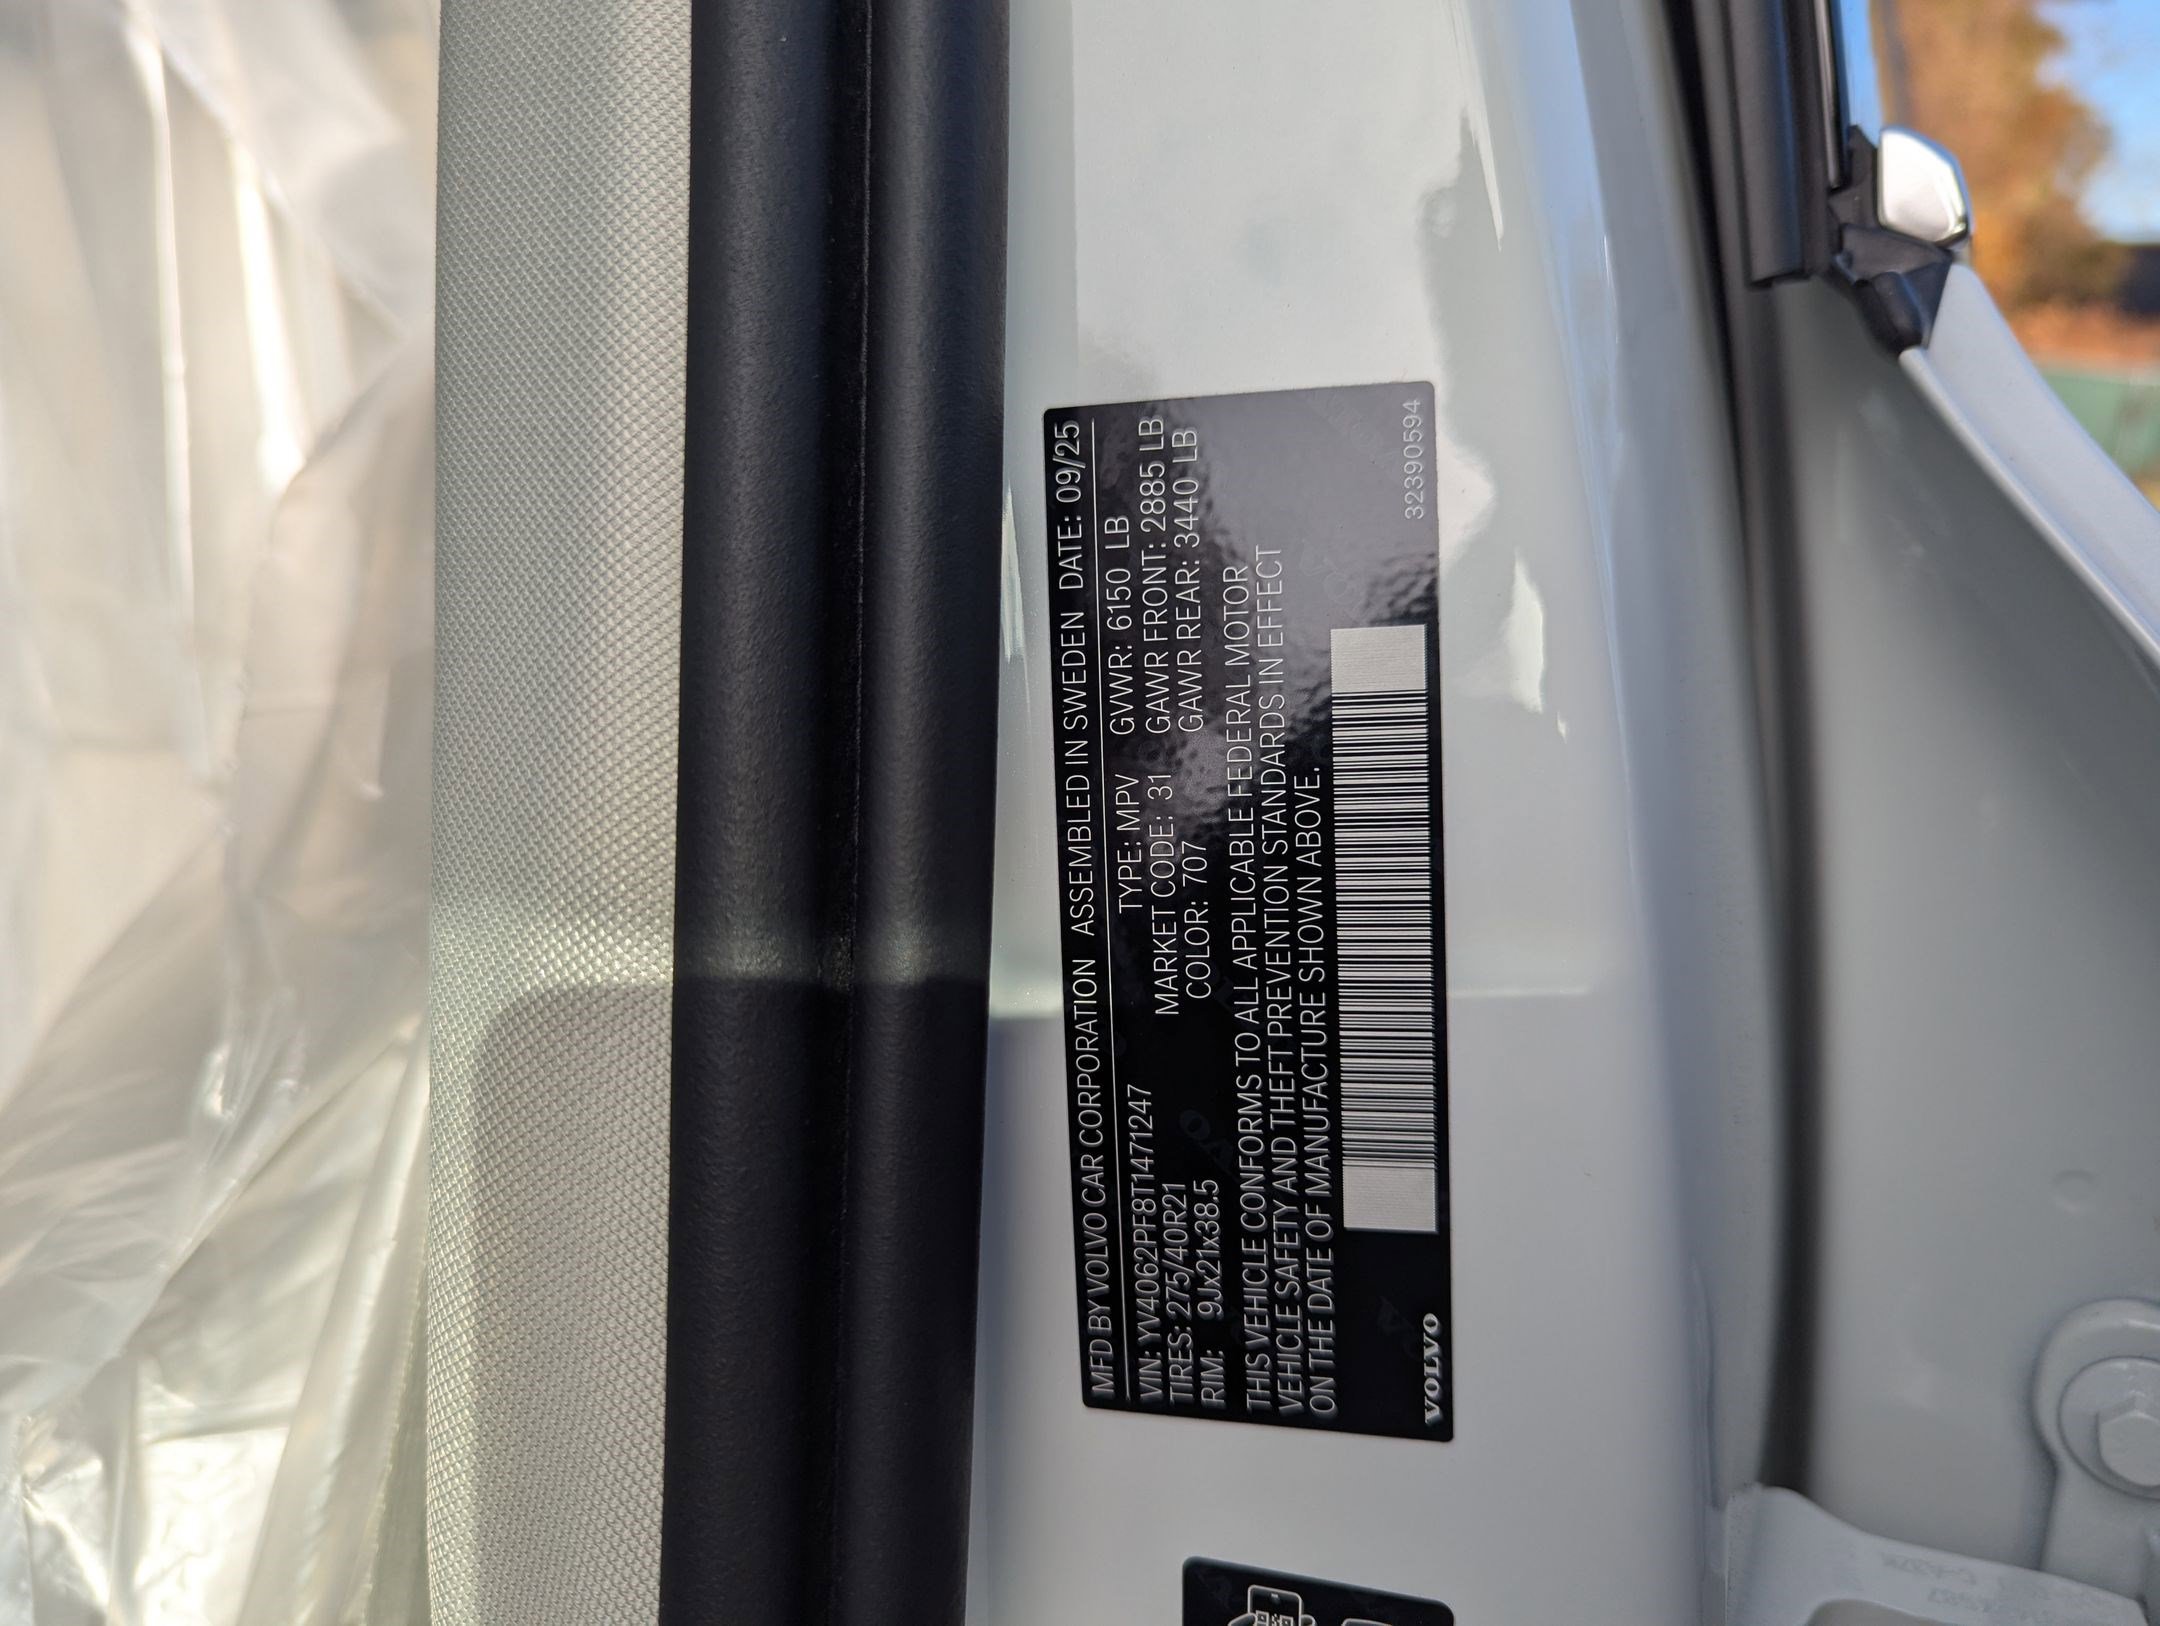 MFD BY VOLVO CAR CORPORATION ASSEMBLED IN SWEDEN DATE: 09/25
VIN: YV4062PF8T1471247 TYPE: MPV GVWR: 6150 LB
TIRES: 275/40R21 MARKET CODE: 31 GAWR FRONT: 2885 LB
RIM: 9Jx21x38.5 COLOR: 707 GAWR REAR: 3440 LB
THIS VEHICLE CONFORMS TO ALL APPLICABLE FEDERAL MOTOR
VEHICLE SAFETY AND THEFT PREVENTION STANDARDS IN EFFECT
ON THE DATE OF MANUFACTURE SHOWN ABOVE.
VOLVO 32390594